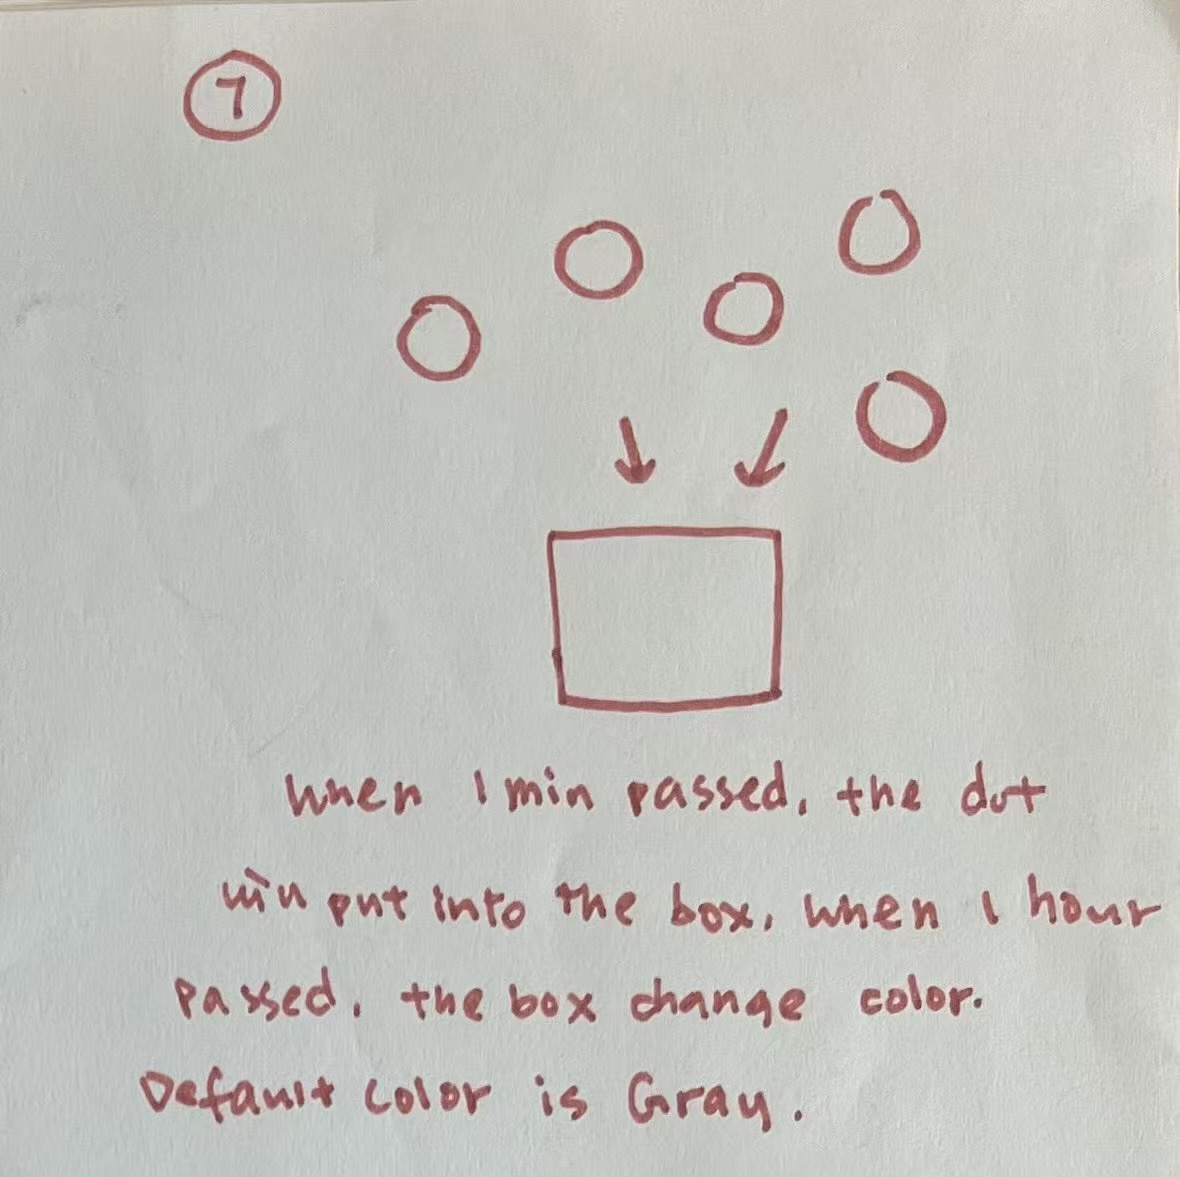 7
when 1 min passed, the dot
will put into the box, when 1 hour
passed, the box change color.
Default color is Gray.